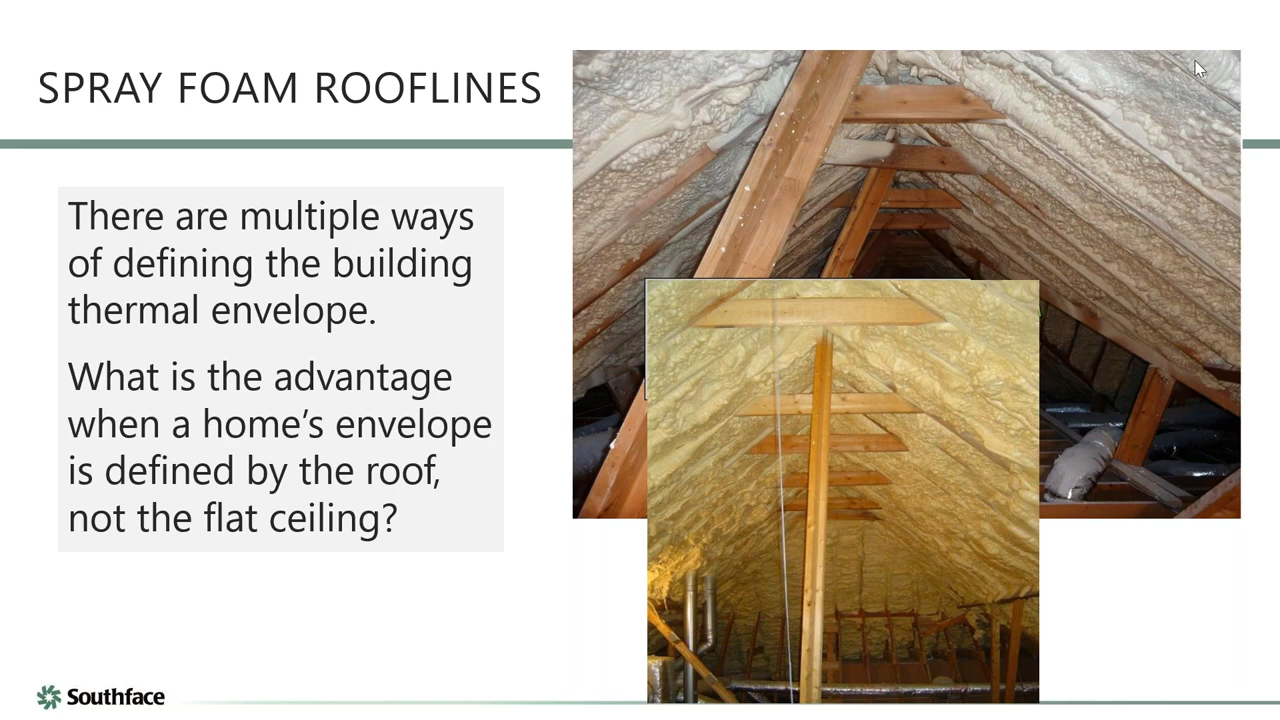 SPRAY FOAM ROOFLINES
There are multiple ways
of defining the building
thermal envelope.
What is the advantage
when a home’s envelope
is defined by the roof,
not the flat ceiling?
Southface